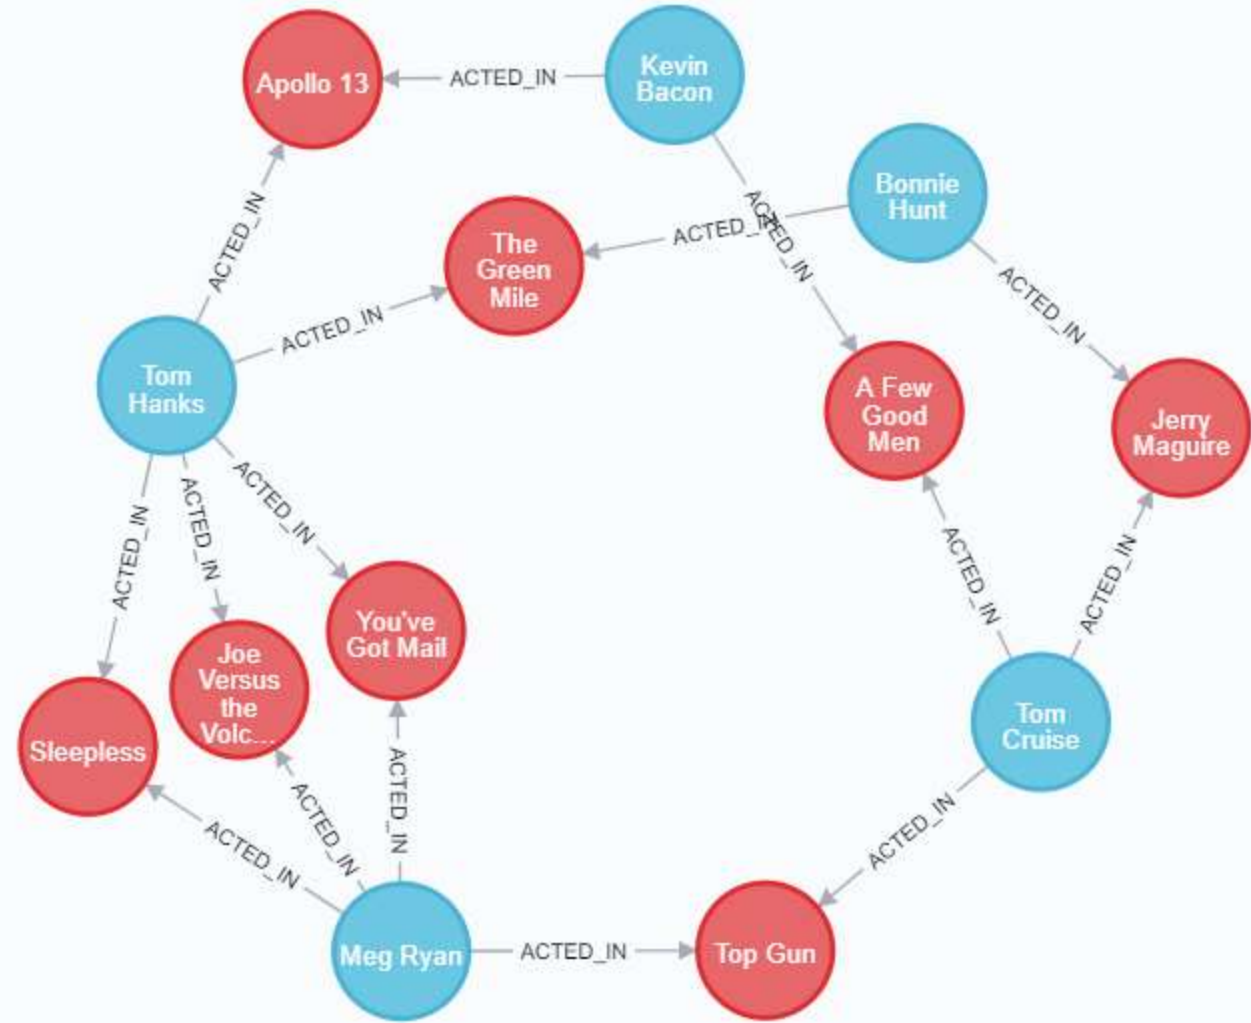 Apollo 13
ACTED_IN
Kevin
Bacon
Bonnie
Hunt
ACTED_IN
ACTED_IN
ACTED_IN
The
Green
Mile
ACTED_IN
ACTED_IN
Tom
Hanks
A Few
Good
Men
Jerry
Maguire
ACTED_IN
ACTED_IN
ACTED_IN
ACTED_IN
ACTED_IN
You've
Got Mail
Joe
Versus
the
Volc...
Sleepless
Tom
Cruise
ACTED_IN
ACTED_IN
ACTED_IN
ACTED_IN
Meg Ryan
ACTED_IN
Top Gun